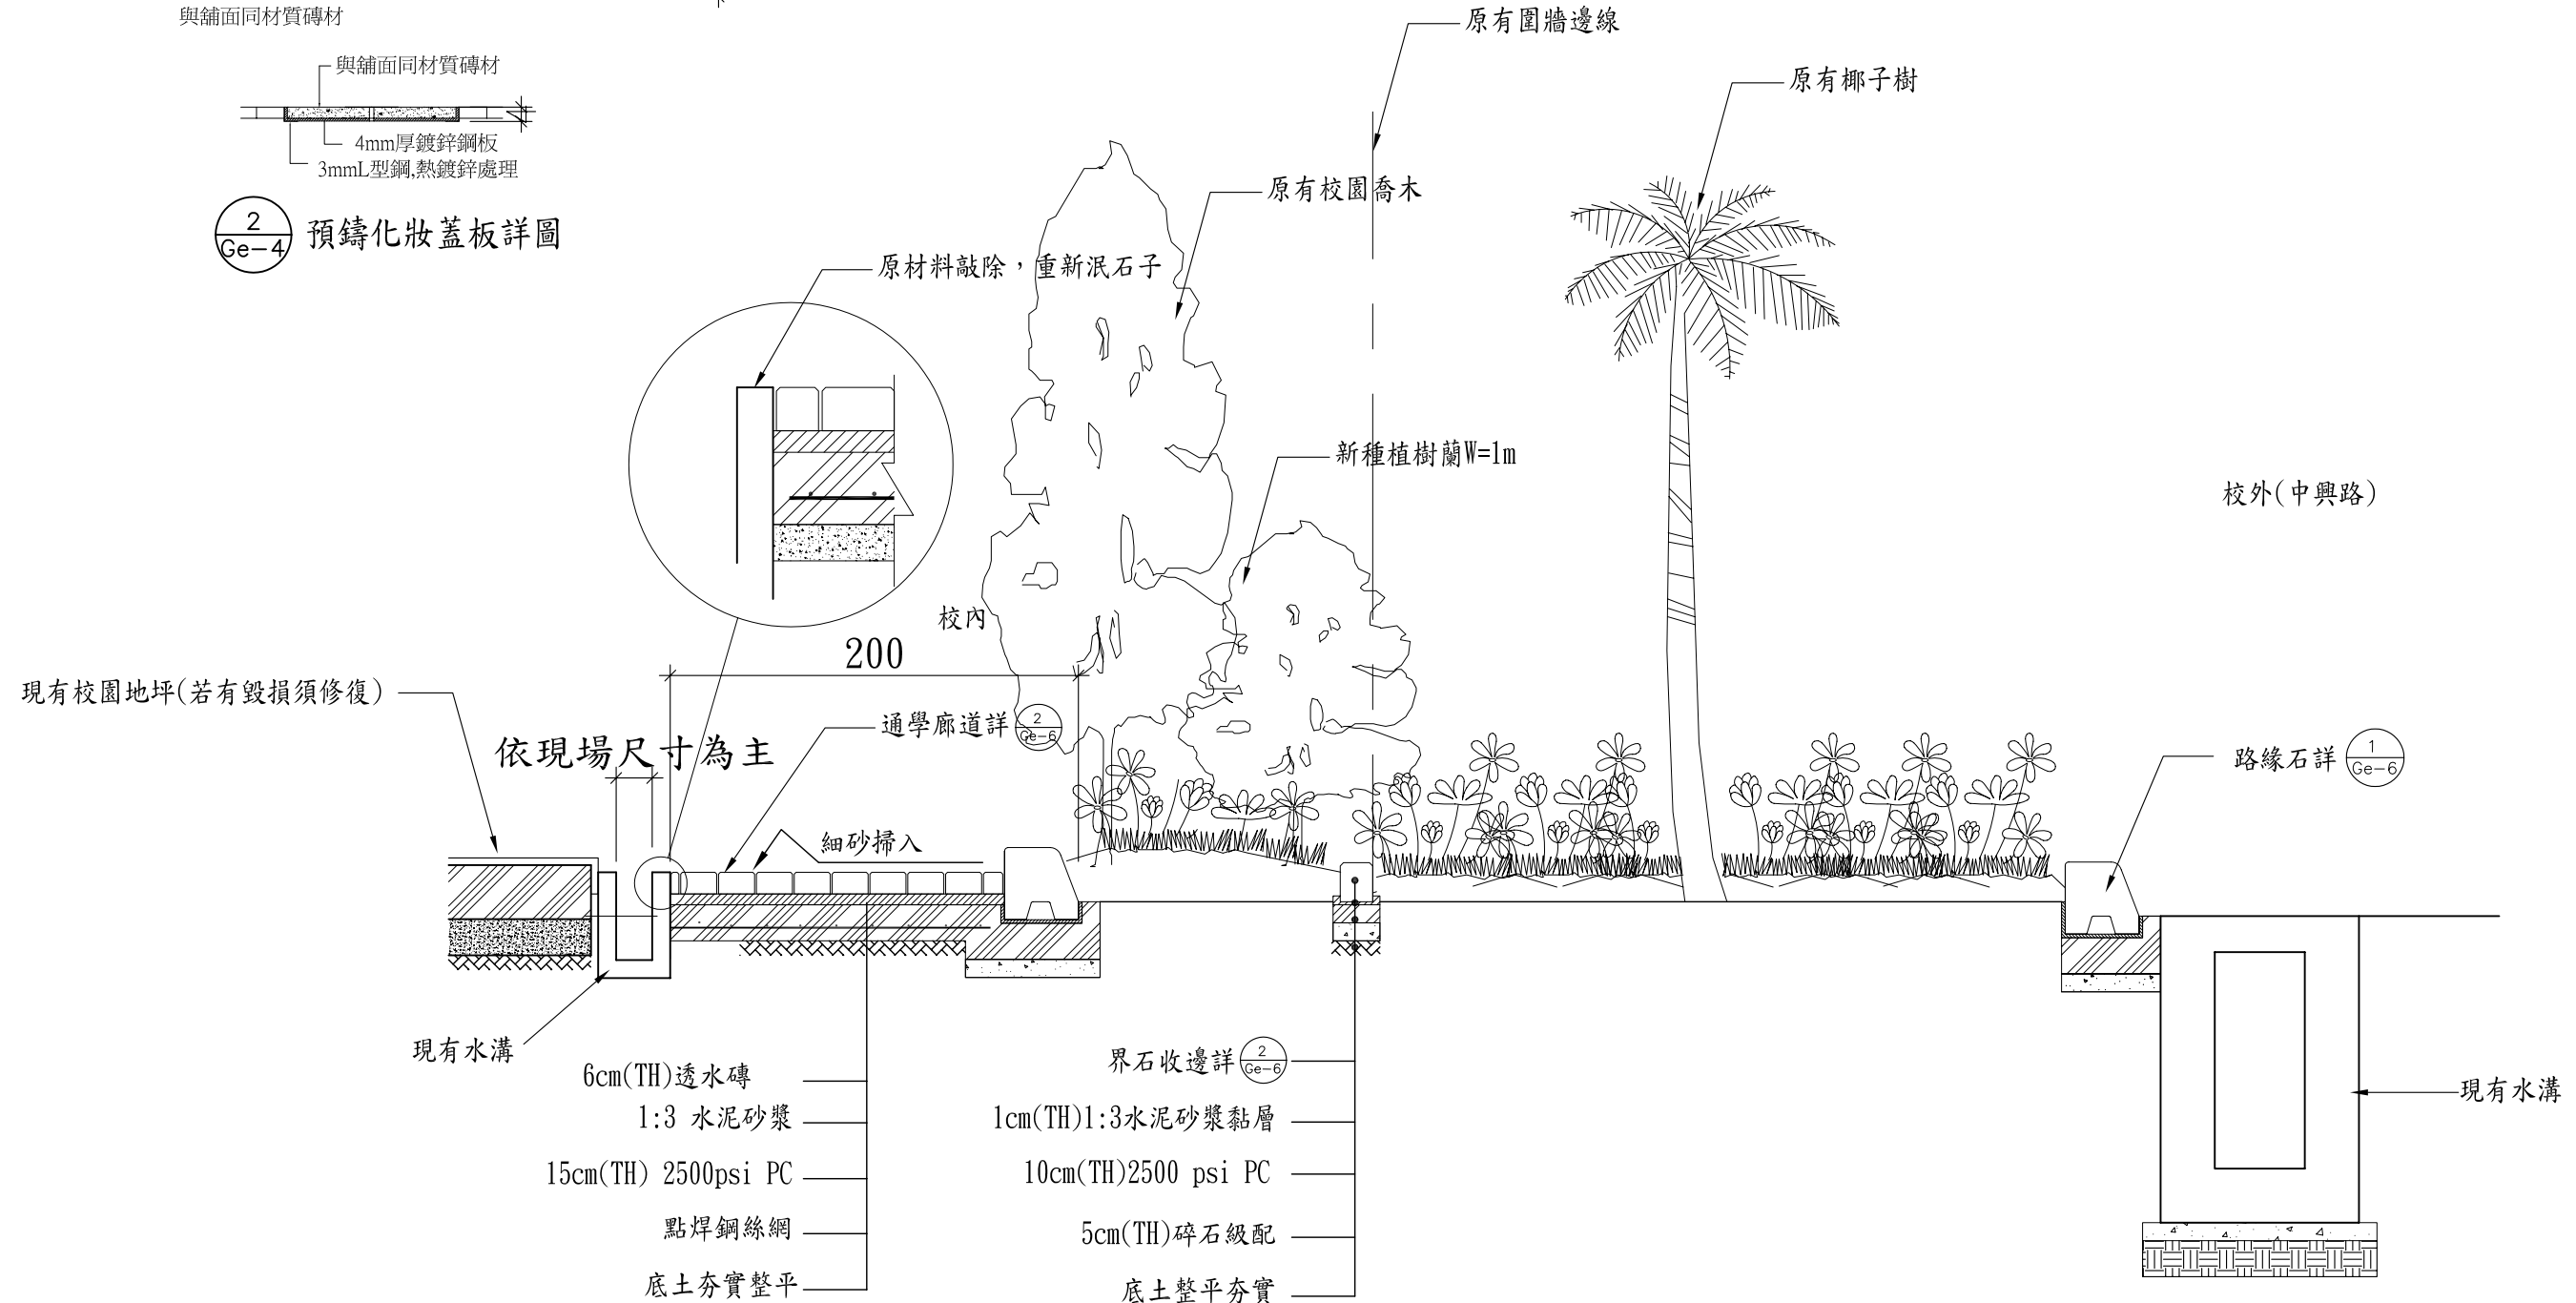 與舖面同材質磚材
與舖面同材質磚材
4mm厚鍍鋅鋼板
3mmL型鋼,熱鍍鋅處理
2
Ge-4
預鑄化妝蓋板詳圖
原有圍牆邊線
原有椰子樹
原有校園喬木
原材料敲除，重新泯石子
新種植樹蘭W=1m
校外(中興路)
校內
200
現有校園地坪(若有毀損須修復)
通學廊道詳
2
Ge-6
依現場尺寸為主
路緣石詳
1
Ge-6
細砂掃入
現有水溝
6cm(TH)透水磚
1:3 水泥砂漿
15cm(TH) 2500psi PC
點焊鋼絲網
底土夯實整平
界石收邊詳
2
Ge-6
1cm(TH)1:3水泥砂漿黏層
10cm(TH)2500 psi PC
5cm(TH)碎石級配
底土整平夯實
現有水溝